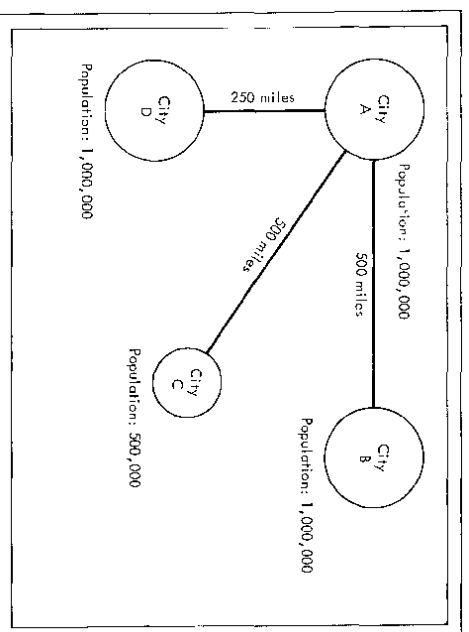 City
A
Population: 1,000,000
500 miles
City
B
Population: 1,000,000
250 miles
500 miles
City
D
Population: 1,000,000
City
C
Population: 500,000